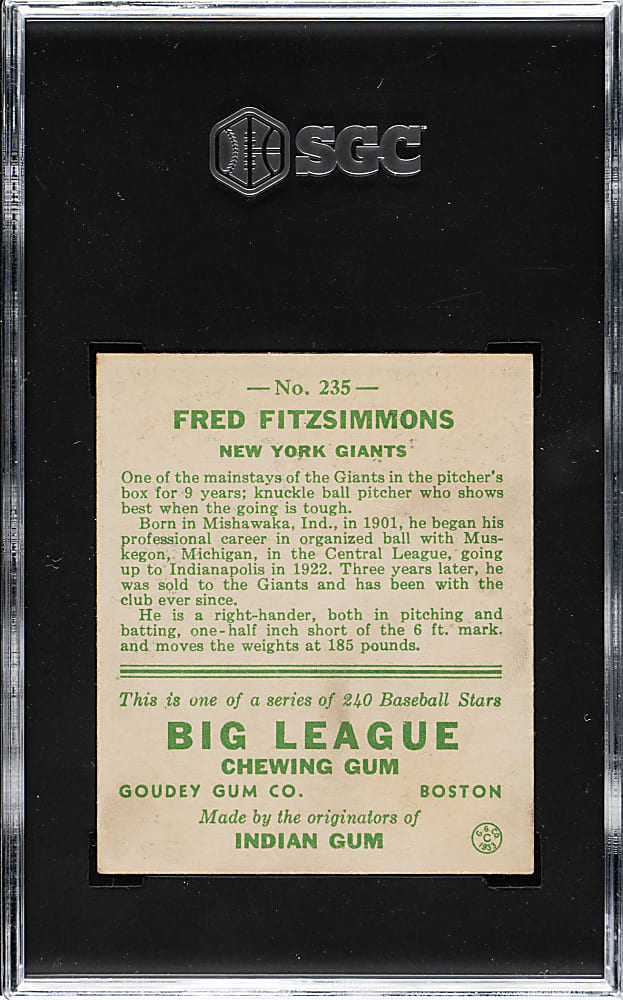 SGC
— No. 235 —
FRED FITZSIMMONS
NEW YORK GIANTS
One of the mainstays of the Giants in the pitcher's
box for 9 years; knuckle ball pitcher who shows
best when the going is tough.
Born in Mishawaka, Ind., in 1901, he began his
professional career in organized ball with Mus-
kegon, Michigan, in the Central League, going
up to Indianapolis in 1922. Three years later, he
was sold to the Giants and has been with the
club ever since.
He is a right-hander, both in pitching and
batting, one-half inch short of the 6 ft. mark.
and moves the weights at 185 pounds.
This is one of a series of 240 Baseball Stars
BIG LEAGUE
CHEWING GUM
GOUDEY GUM CO. BOSTON
Made by the originators of
INDIAN GUM
G. G. CO.
C
1933